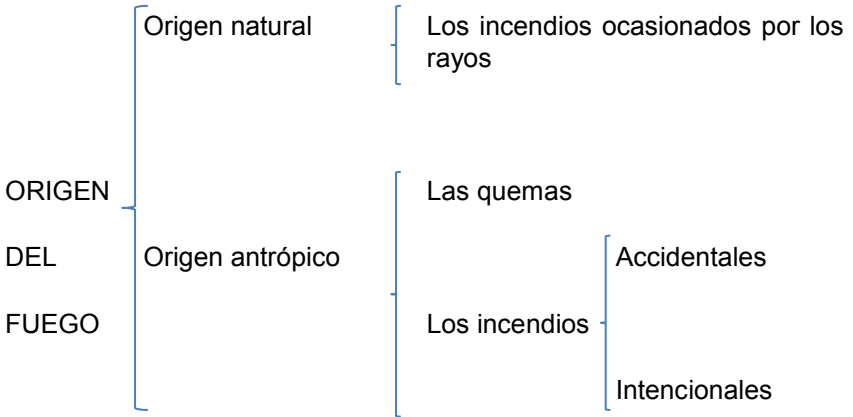 Origen natural
Los incendios ocasionados por los
rayos
ORIGEN
DEL
FUEGO
Origen antrópico
Las quemas
Los incendios
Accidentales
Intencionales